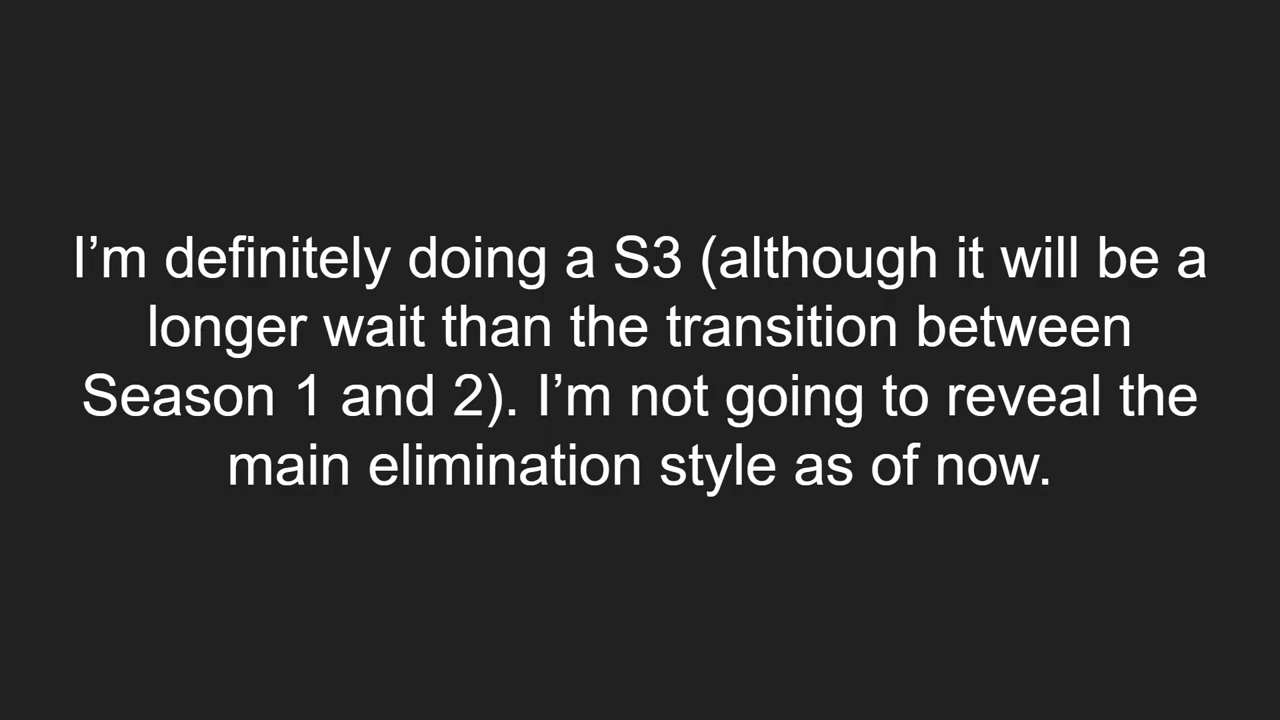 I’m definitely doing a S3 (although it will be a
longer wait than the transition between
Season 1 and 2). I’m not going to reveal the
main elimination style as of now.